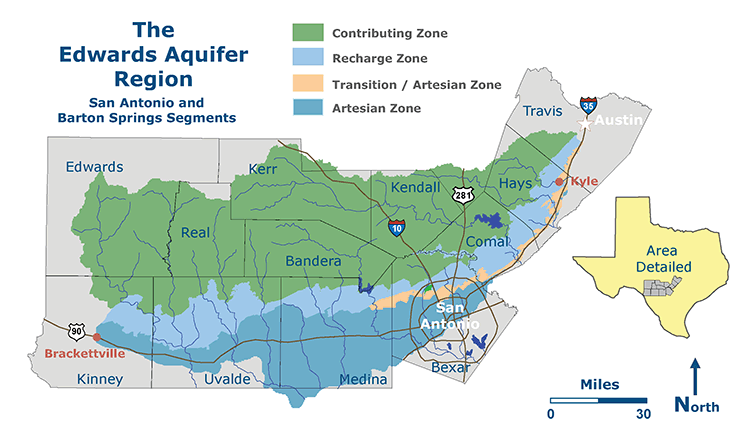 The
Edwards Aquifer
Region
San Antonio and
Barton Springs Segments
Contributing Zone
Recharge Zone
Transition / Artesian Zone
Artesian Zone
Travis
35
Austin
Edwards
Kerr
Kendall
281
Hays
Kyle
Real
10
Comal
Bandera
San
Antonio
90
Brackettville
Kinney
Uvalde
Medina
Bexar
Area
Detailed
Miles
0
30
North